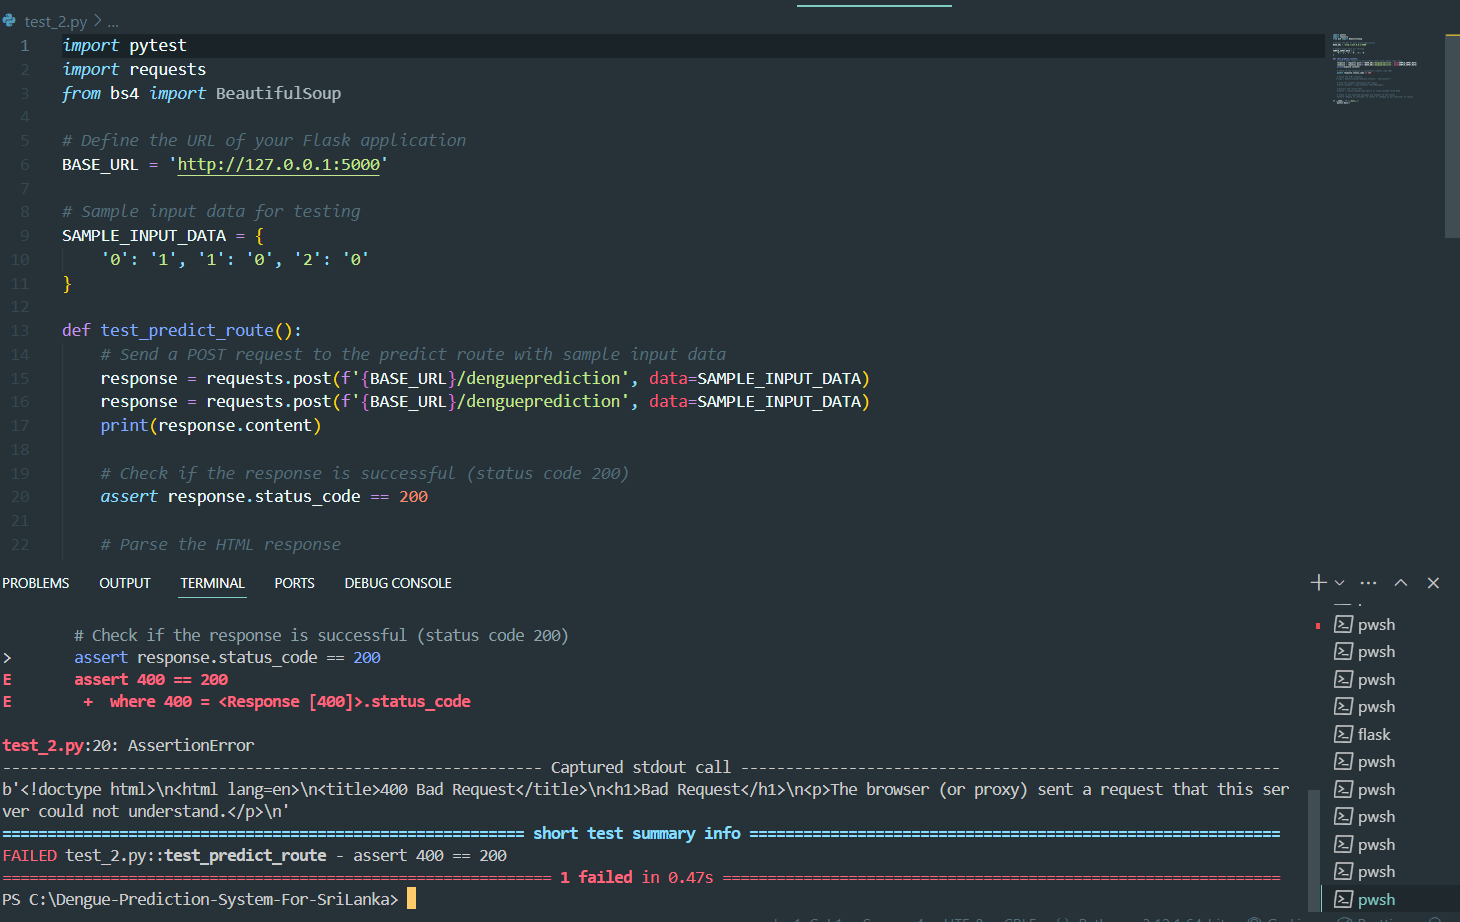 test_2.py > ...
1 import pytest
2 import requests
3 from bs4 import BeautifulSoup
4
5 # Define the URL of your Flask application
6 BASE_URL = 'http://127.0.0.1:5000'
7
8 # Sample input data for testing
9 SAMPLE_INPUT_DATA = {
10 '0': '1', '1': '0', '2': '0'
11 }
12
13 def test_predict_route():
14 # Send a POST request to the predict route with sample input data
15 response = requests.post(f'{BASE_URL}/dengueprediction', data=SAMPLE_INPUT_DATA)
16 response = requests.post(f'{BASE_URL}/dengueprediction', data=SAMPLE_INPUT_DATA)
17 print(response.content)
18
19 # Check if the response is successful (status code 200)
20 assert response.status_code == 200
21
22 # Parse the HTML response
PROBLEMS OUTPUT TERMINAL PORTS DEBUG CONSOLE
# Check if the response is successful (status code 200)
> assert response.status_code == 200
E assert 400 == 200
E + where 400 = <Response [400]>.status_code
test_2.py:20: AssertionError
------------------------------------------------------------ Captured stdout call ------------------------------------------------------------
b'<!doctype html>\n<html lang=en>\n<title>400 Bad Request</title>\n<h1>Bad Request</h1>\n<p>The browser (or proxy) sent a request that this ser
ver could not understand.</p>\n'
========================================================== short test summary info ===========================================================
FAILED test_2.py::test_predict_route - assert 400 == 200
============================================================= 1 failed in 0.47s ==============================================================
PS C:\Dengue-Prediction-System-For-SriLanka>
pwsh
pwsh
pwsh
pwsh
flask
pwsh
pwsh
pwsh
pwsh
pwsh
pwsh